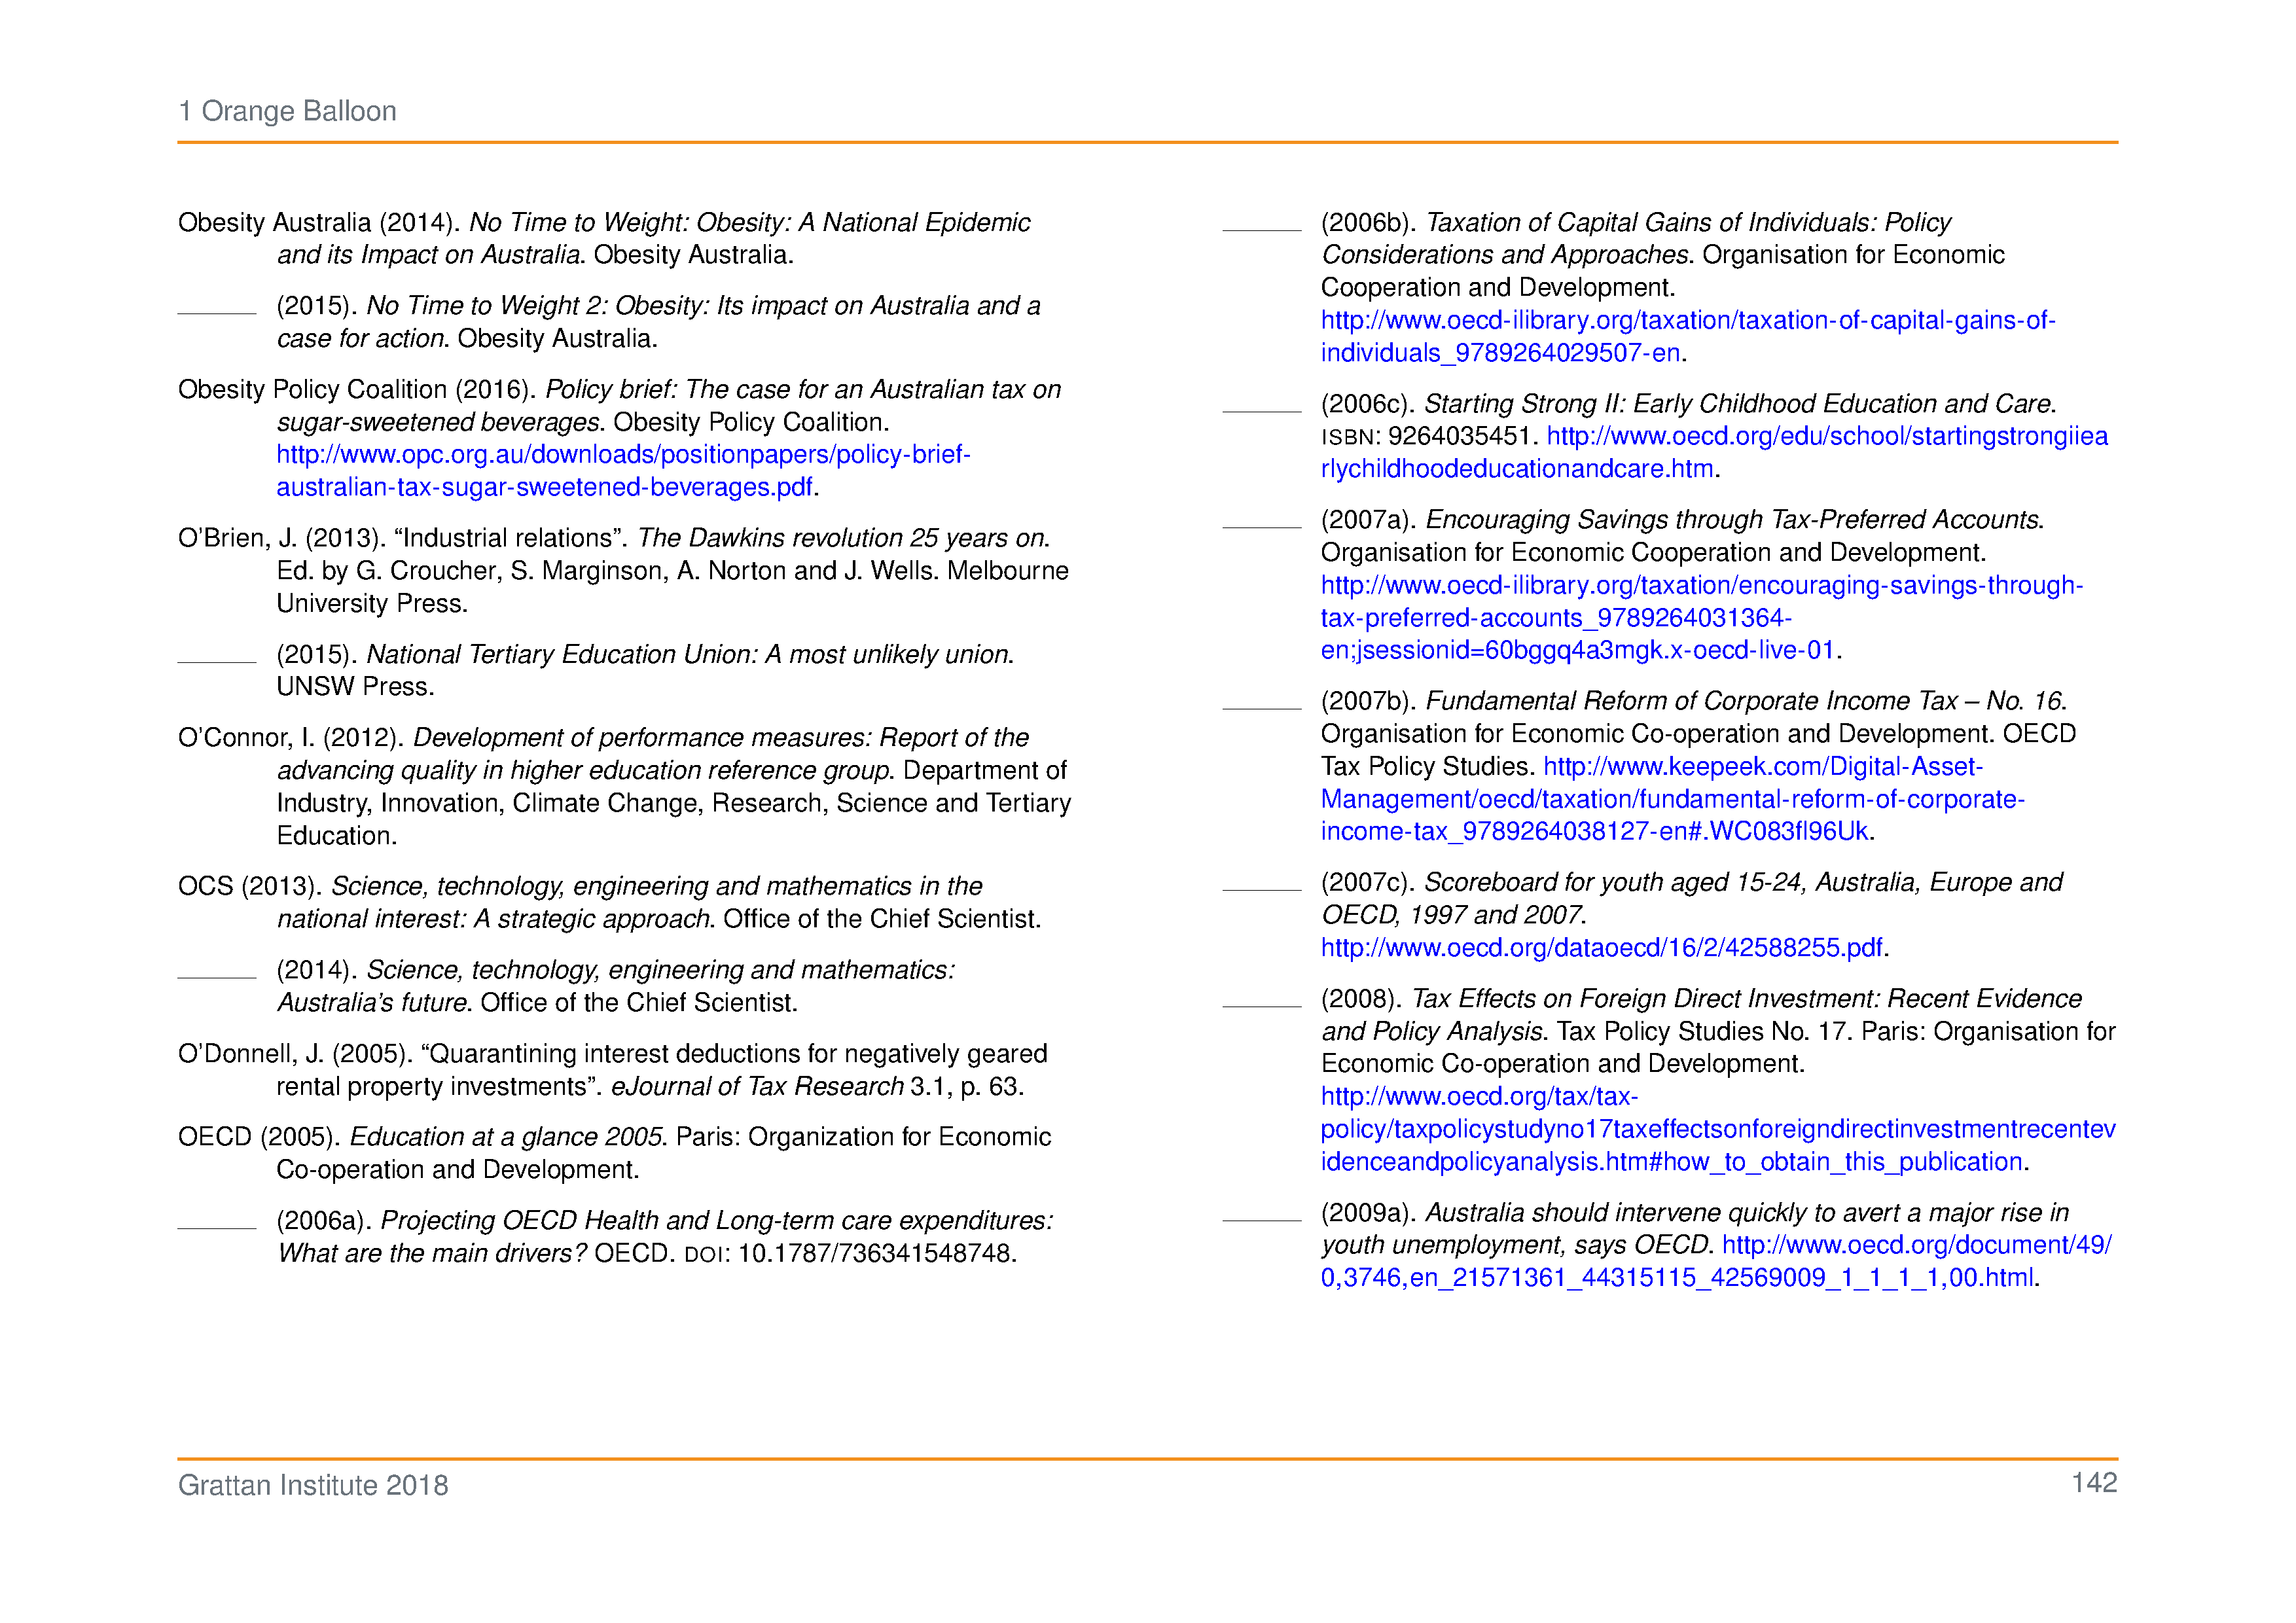 1 Orange Balloon
Obesity Australia (2014). No Time to Weight: Obesity: A National Epidemic
and its Impact on Australia. Obesity Australia.
(2015). No Time to Weight 2: Obesity: Its impact on Australia and a
case for action. Obesity Australia.
Obesity Policy Coalition (2016). Policy brief: The case for an Australian tax on
sugar-sweetened beverages. Obesity Policy Coalition.
http://www.opc.org.au/downloads/positionpapers/policy-brief-
australian-tax-sugar-sweetened-beverages.pdf.
O’Brien, J. (2013). “Industrial relations”. The Dawkins revolution 25 years on.
Ed. by G. Croucher, S. Marginson, A. Norton and J. Wells. Melbourne
University Press.
(2015). National Tertiary Education Union: A most unlikely union.
UNSW Press.
O’Connor, I. (2012). Development of performance measures: Report of the
advancing quality in higher education reference group. Department of
Industry, Innovation, Climate Change, Research, Science and Tertiary
Education.
OCS (2013). Science, technology, engineering and mathematics in the
national interest: A strategic approach. Office of the Chief Scientist.
(2014). Science, technology, engineering and mathematics:
Australia’s future. Office of the Chief Scientist.
O’Donnell, J. (2005). “Quarantining interest deductions for negatively geared
rental property investments”. eJournal of Tax Research 3.1, p. 63.
OECD (2005). Education at a glance 2005. Paris: Organization for Economic
Co-operation and Development.
(2006a). Projecting OECD Health and Long-term care expenditures:
What are the main drivers? OECD. DOI: 10.1787/736341548748.
(2006b). Taxation of Capital Gains of Individuals: Policy
Considerations and Approaches. Organisation for Economic
Cooperation and Development.
http://www.oecd-ilibrary.org/taxation/taxation-of-capital-gains-of-
individuals_9789264029507-en.
(2006c). Starting Strong II: Early Childhood Education and Care.
ISBN: 9264035451. http://www.oecd.org/edu/school/startingstrongiiea
rlychildhoodeducationandcare.htm.
(2007a). Encouraging Savings through Tax-Preferred Accounts.
Organisation for Economic Cooperation and Development.
http://www.oecd-ilibrary.org/taxation/encouraging-savings-through-
tax-preferred-accounts_9789264031364-
en;jsessionid=60bggq4a3mgk.x-oecd-live-01.
(2007b). Fundamental Reform of Corporate Income Tax – No. 16.
Organisation for Economic Co-operation and Development. OECD
Tax Policy Studies. http://www.keepeek.com/Digital-Asset-
Management/oecd/taxation/fundamental-reform-of-corporate-
income-tax_9789264038127-en#.WC083fl96Uk.
(2007c). Scoreboard for youth aged 15-24, Australia, Europe and
OECD, 1997 and 2007.
http://www.oecd.org/dataoecd/16/2/42588255.pdf.
(2008). Tax Effects on Foreign Direct Investment: Recent Evidence
and Policy Analysis. Tax Policy Studies No. 17. Paris: Organisation for
Economic Co-operation and Development.
http://www.oecd.org/tax/tax-
policy/taxpolicystudyno17taxeffectsonforeigndirectinvestmentrecentev
idenceandpolicyanalysis.htm#how_to_obtain_this_publication.
(2009a). Australia should intervene quickly to avert a major rise in
youth unemployment, says OECD. http://www.oecd.org/document/49/
0,3746,en_21571361_44315115_42569009_1_1_1_1,00.html.
Grattan Institute 2018
142